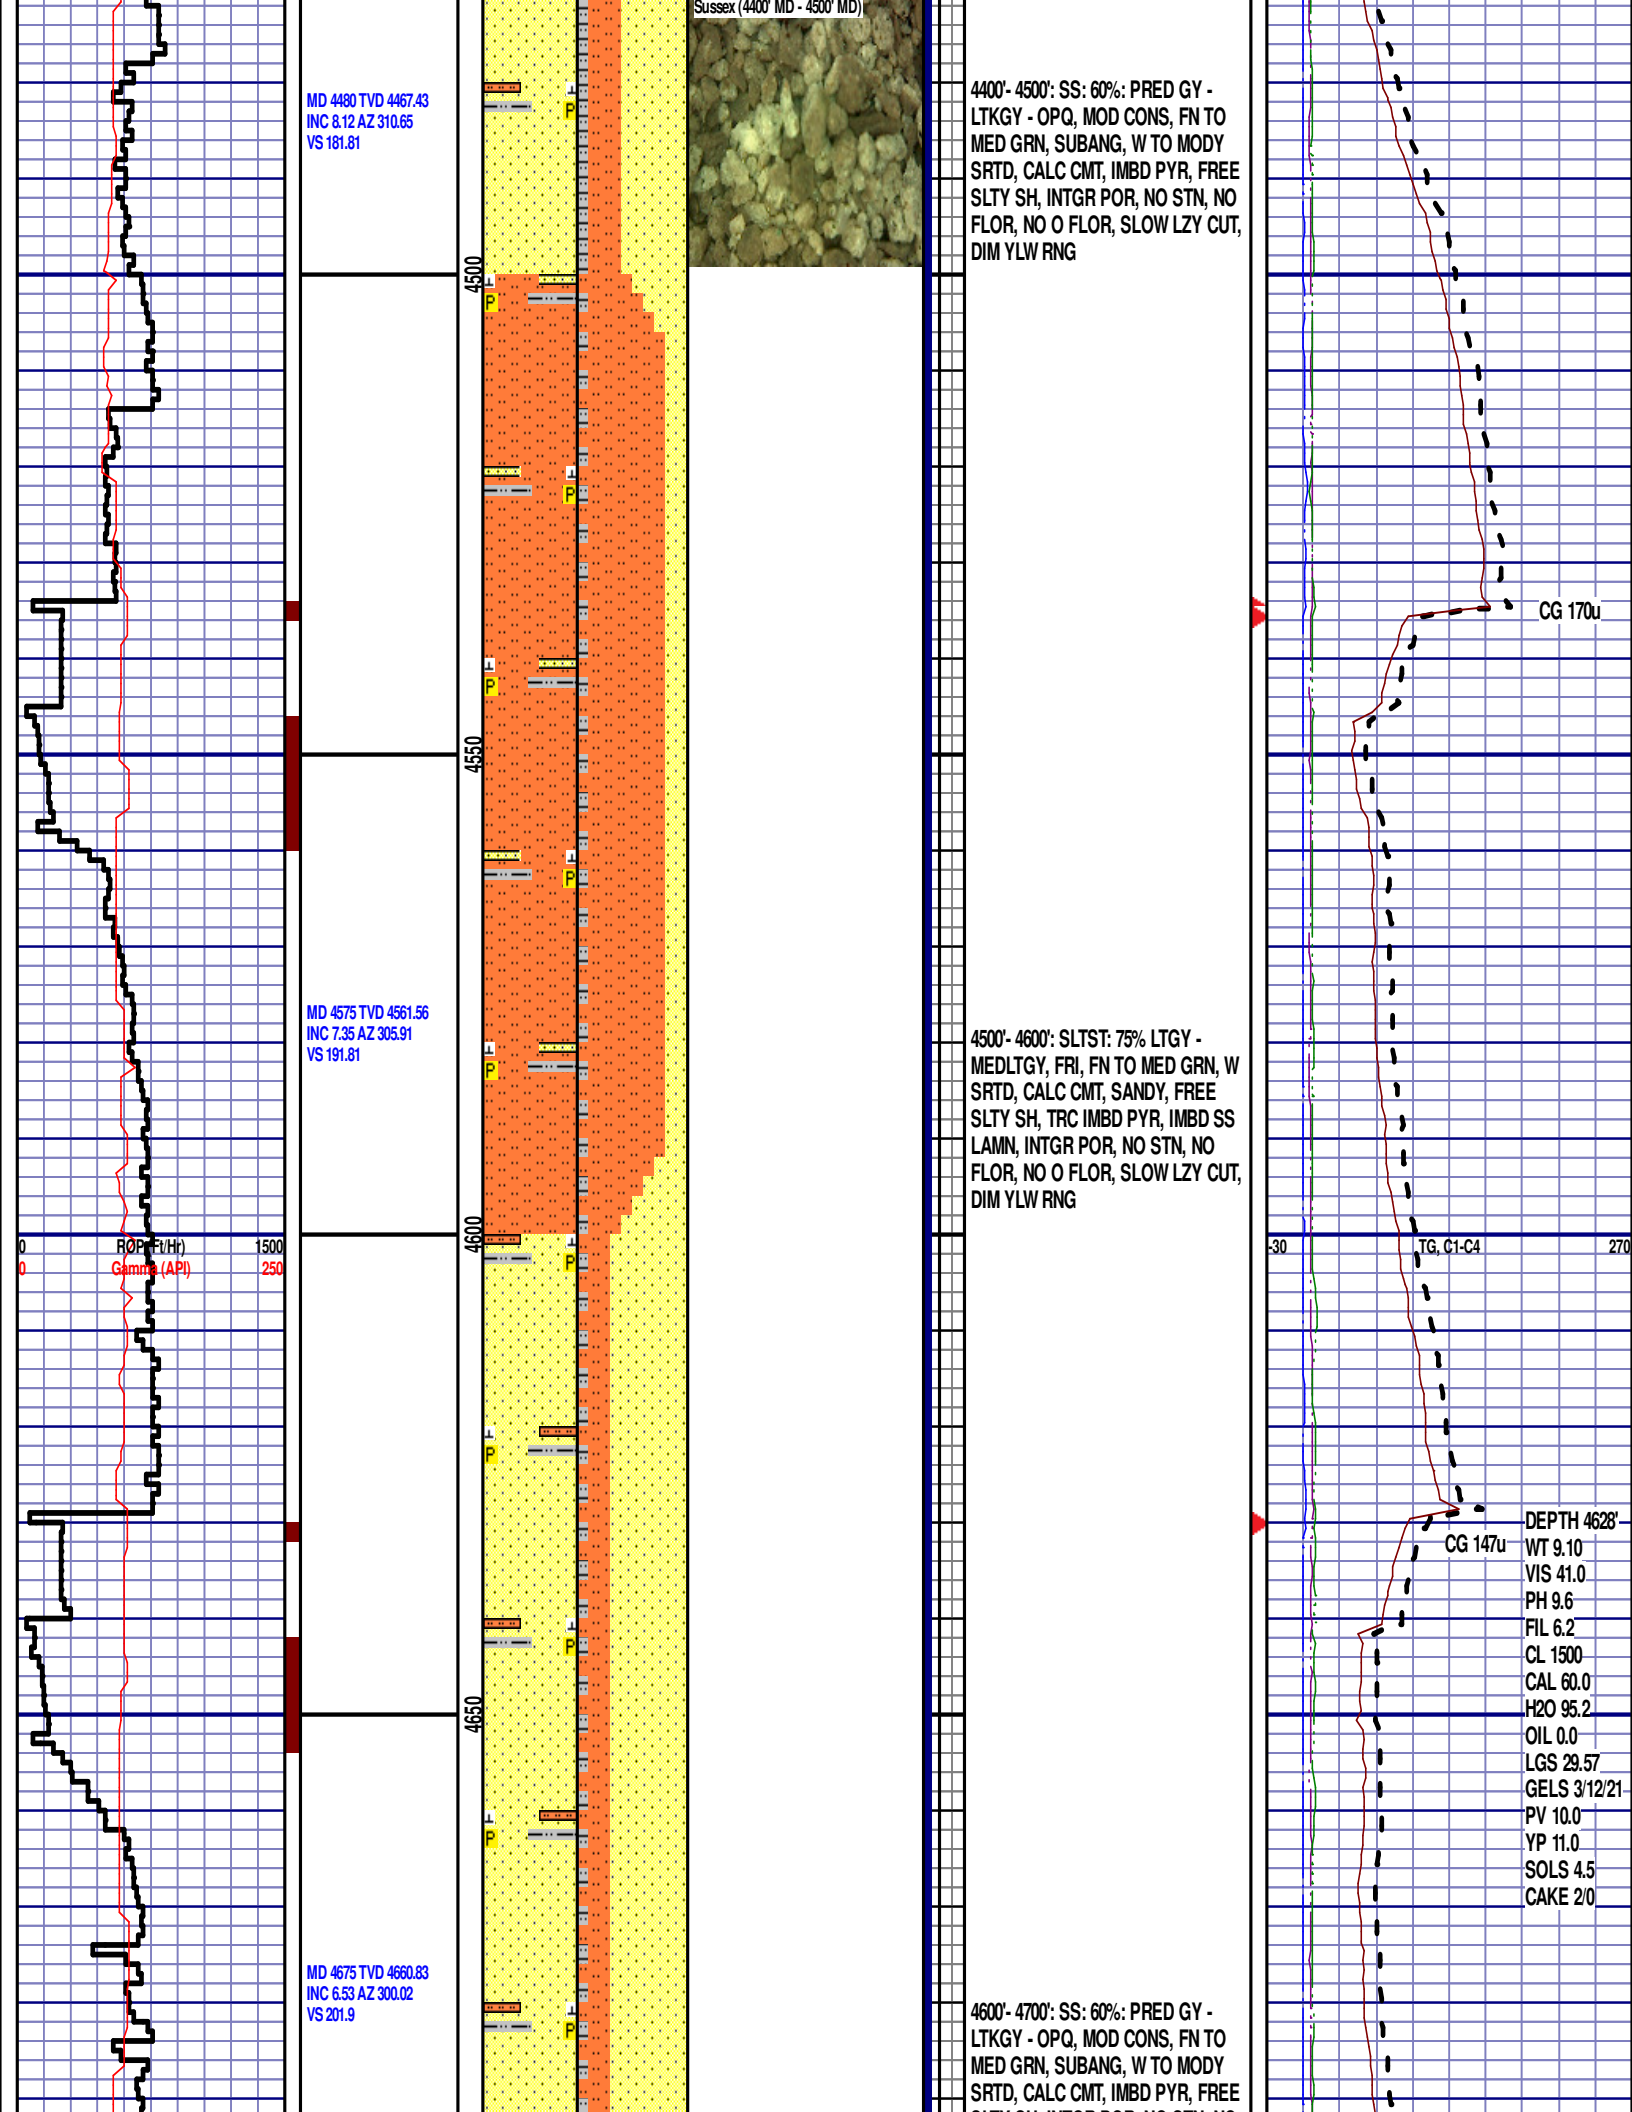 Sussex (4400' MD - 4500' MD)
MD 4480 TVD 4467.43
INC 8.12 AZ 310.65
VS 181.81
4400'- 4500': SS: 60%: PRED GY -
LTKGY - OPQ, MOD CONS, FN TO
MED GRN, SUBANG, W TO MODY
SRTD, CALC CMT, IMBD PYR, FREE
SLTY SH, INTGR POR, NO STN, NO
FLOR, NO O FLOR, SLOW LZY CUT,
DIM YLW RNG
P
4500
P
P
CG 170u
P
4550
P
MD 4575 TVD 4561.56
INC 7.35 AZ 305.91
VS 191.81
P
4500'- 4600': SLTST: 75% LTGY -
MEDLTGY, FRI, FN TO MED GRN, W
SRTD, CALC CMT, SANDY, FREE
SLTY SH, TRC IMBD PYR, IMBD SS
LAMN, INTGR POR, NO STN, NO
FLOR, NO O FLOR, SLOW LZY CUT,
DIM YLW RNG
4600
0 ROP (Ft/Hr) 1500
0 Gamma (API) 250
-30 TG, C1-C4 270
P
P
CG 147u
DEPTH 4628'
WT 9.10
VIS 41.0
PH 9.6
FIL 6.2
CL 1500
CAL 60.0
H2O 95.2
OIL 0.0
LGS 29.57
GELS 3/12/21
PV 10.0
YP 11.0
SOLS 4.5
CAKE 2/0
P
4650
P
MD 4675 TVD 4660.83
INC 6.53 AZ 300.02
VS 201.9
P
4600'- 4700': SS: 60%: PRED GY -
LTKGY - OPQ, MOD CONS, FN TO
MED GRN, SUBANG, W TO MODY
SRTD, CALC CMT, IMBD PYR, FREE